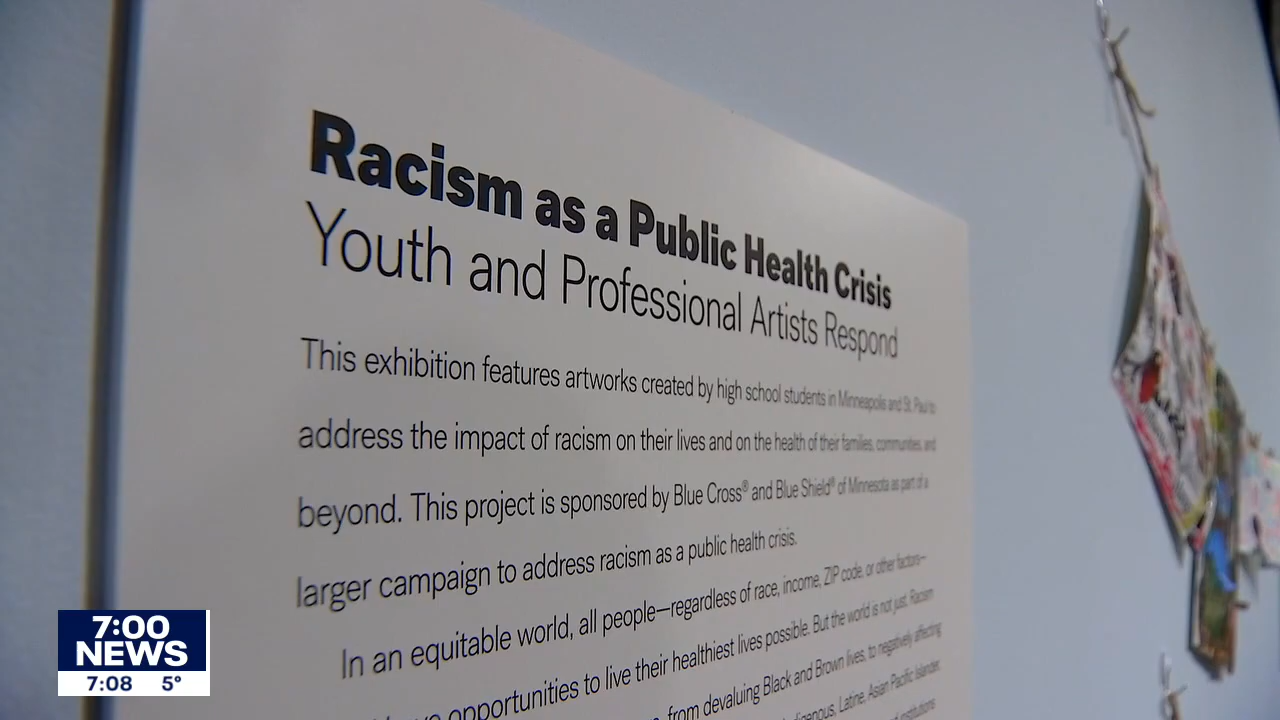 Racism as a Public Health Crisis
Youth and Professional Artists Respond
This exhibition features artworks created by high school students in Minneapolis and St. Paul to
address the impact of racism on their lives and on the health of their families, communities, and
beyond. This project is sponsored by Blue Cross® and Blue Shield® of Minnesota as part of a
larger campaign to address racism as a public health crisis.
In an equitable world, all people—regardless of race, income, ZIP code, or other factors—
opportunities to live their healthiest lives possible. But the world is not just. Racism
from devaluing Black and Brown lives, to negatively affecting
Latine, Asian Pacific Islander,
institutions
7:00
NEWS
7:08 5°